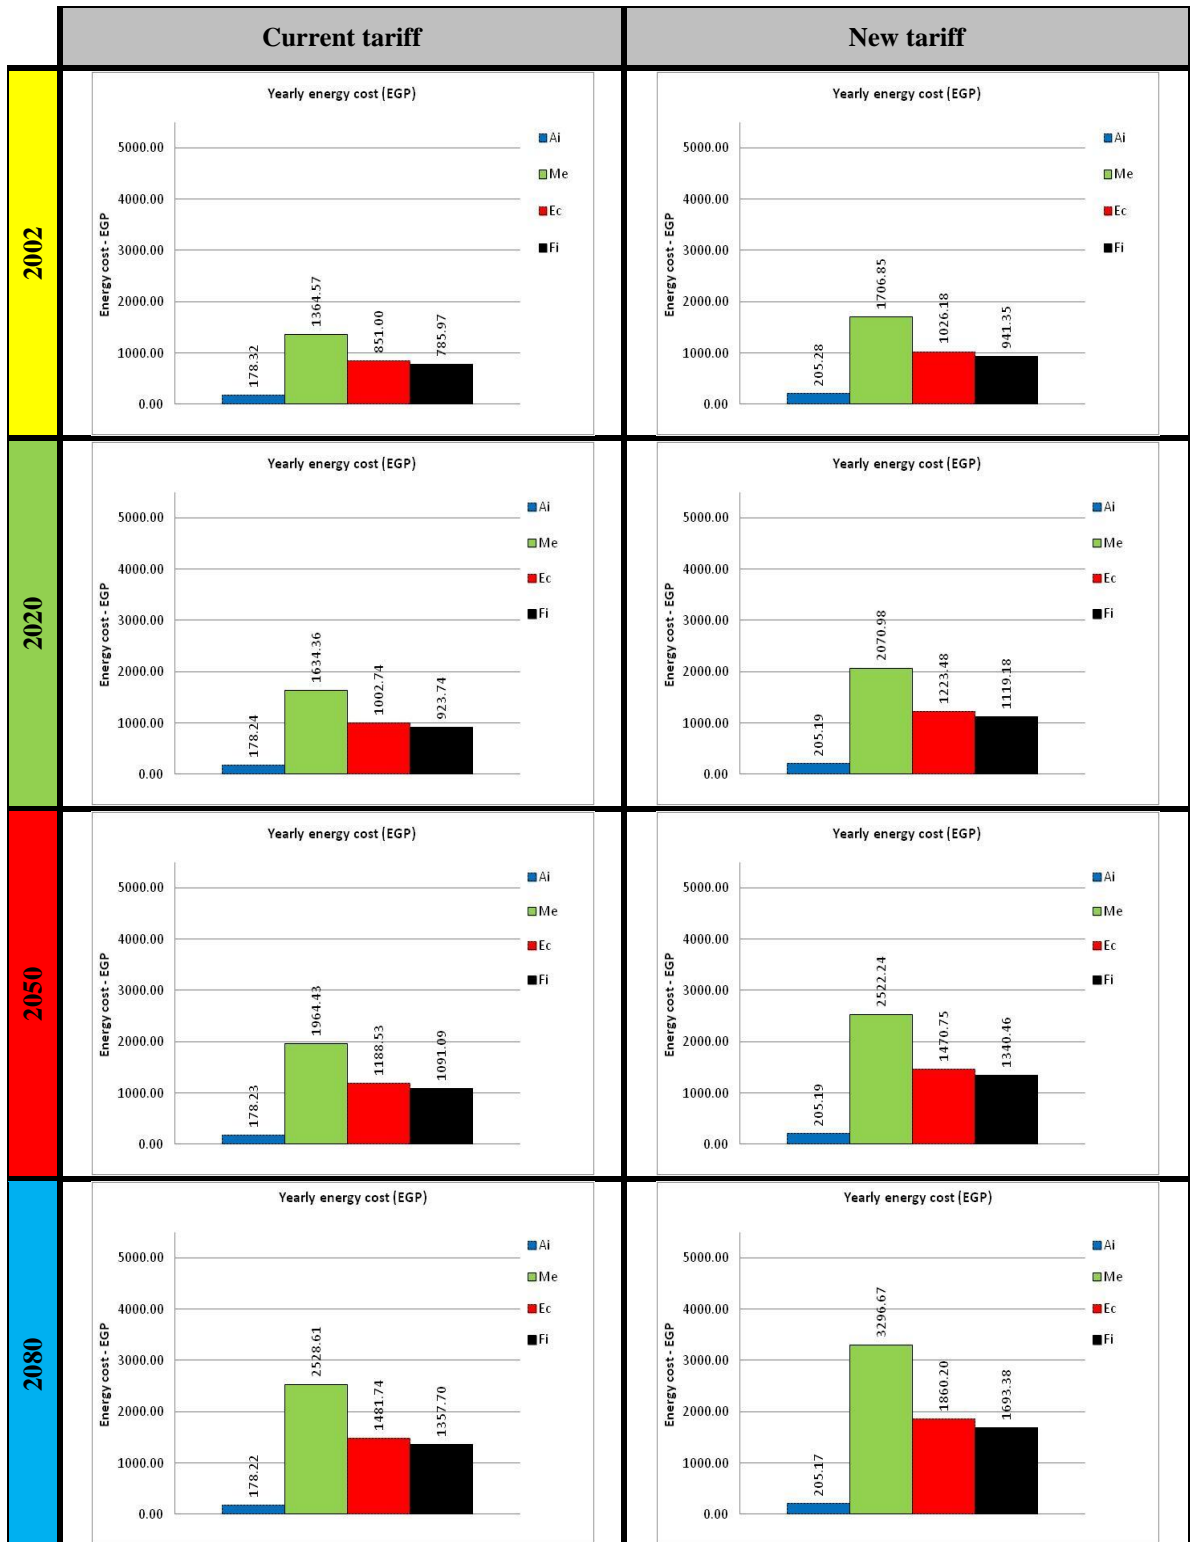 Current tariff
New tariff
2002
Yearly energy cost (EGP)
Energy cost - EGP
5000.00
4000.00
3000.00
2000.00
1000.00
0.00
178.32
1364.57
851.00
785.97
Ai
Me
Ec
Fi
Yearly energy cost (EGP)
Energy cost - EGP
5000.00
4000.00
3000.00
2000.00
1000.00
0.00
205.28
1706.85
1026.18
941.35
Ai
Me
Ec
Fi
2020
Yearly energy cost (EGP)
Energy cost - EGP
5000.00
4000.00
3000.00
2000.00
1000.00
0.00
178.24
1634.36
1002.74
923.74
Ai
Me
Ec
Fi
Yearly energy cost (EGP)
Energy cost - EGP
5000.00
4000.00
3000.00
2000.00
1000.00
0.00
205.19
2070.98
1223.48
1119.18
Ai
Me
Ec
Fi
2050
Yearly energy cost (EGP)
Energy cost - EGP
5000.00
4000.00
3000.00
2000.00
1000.00
0.00
178.23
1964.43
1188.53
1091.09
Ai
Me
Ec
Fi
Yearly energy cost (EGP)
Energy cost - EGP
5000.00
4000.00
3000.00
2000.00
1000.00
0.00
205.19
2522.24
1470.75
1340.46
Ai
Me
Ec
Fi
2080
Yearly energy cost (EGP)
Energy cost - EGP
5000.00
4000.00
3000.00
2000.00
1000.00
0.00
178.22
2528.61
1481.74
1357.70
Ai
Me
Ec
Fi
Yearly energy cost (EGP)
Energy cost - EGP
5000.00
4000.00
3000.00
2000.00
1000.00
0.00
205.17
3296.67
1860.20
1693.38
Ai
Me
Ec
Fi